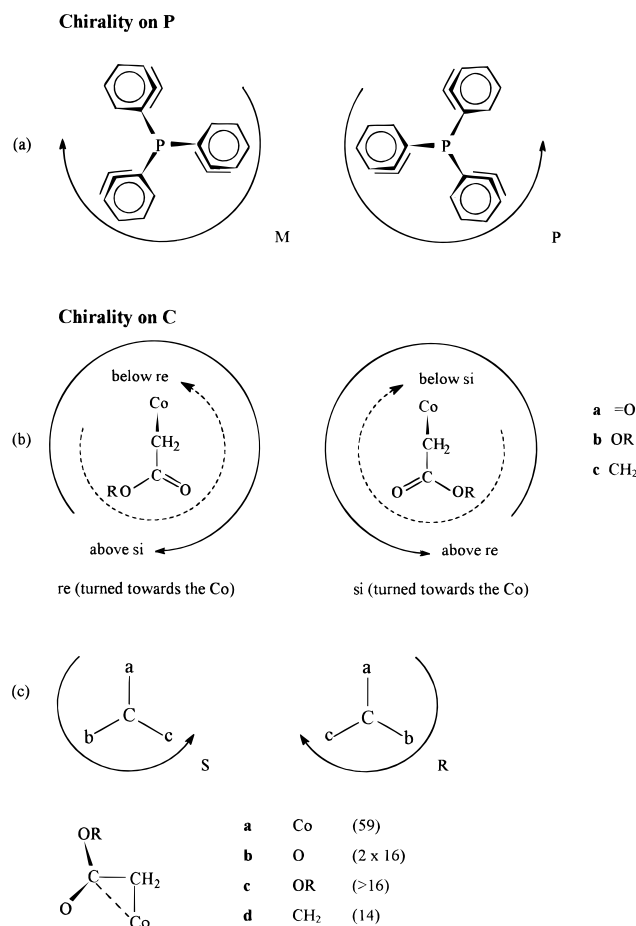 Chirality on P
(a)
P
P
M
P
Chirality on C
below re
Co
CH2
C
RO
O
above si
re (turned towards the Co)
(b)
below si
Co
CH2
C
O
OR
above re
si (turned towards the Co)
a =O
b OR
c CH2
(c)
a
C
b c
S
a
C
c b
R
OR
C CH2
O
Co
a Co (59)
b O (2 x 16)
c OR (>16)
d CH2 (14)